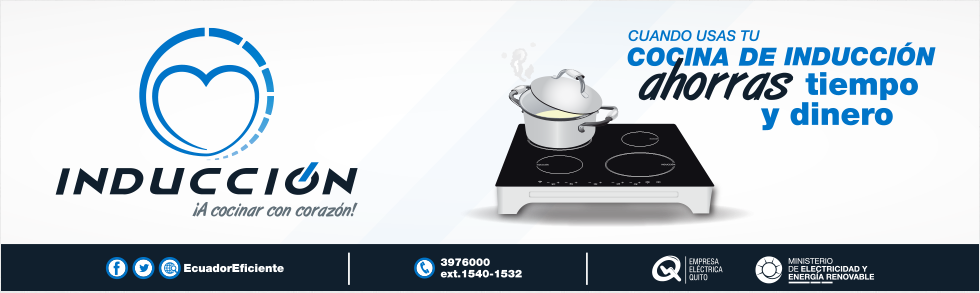 INDUCCIÓN
¡A cocinar con corazón!
CUANDO USAS TU
COCINA DE INDUCCIÓN
ahorras tiempo
y dinero
EcuadorEficiente
3976000
ext.1540-1532
EMPRESA
ELÉCTRICA
QUITO
MINISTERIO
DE ELECTRICIDAD Y
ENERGÍA RENOVABLE